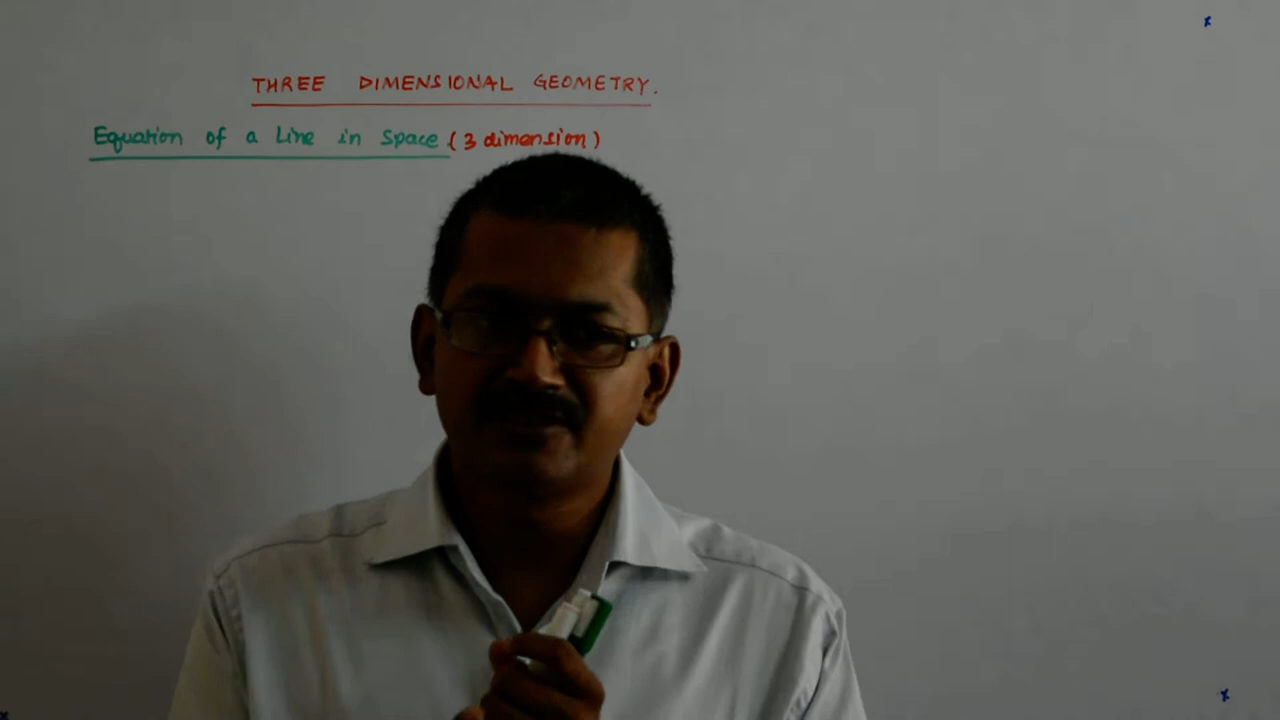 THREE DIMENSIONAL GEOMETRY.
Equation of a Line in Space (3 dimension)